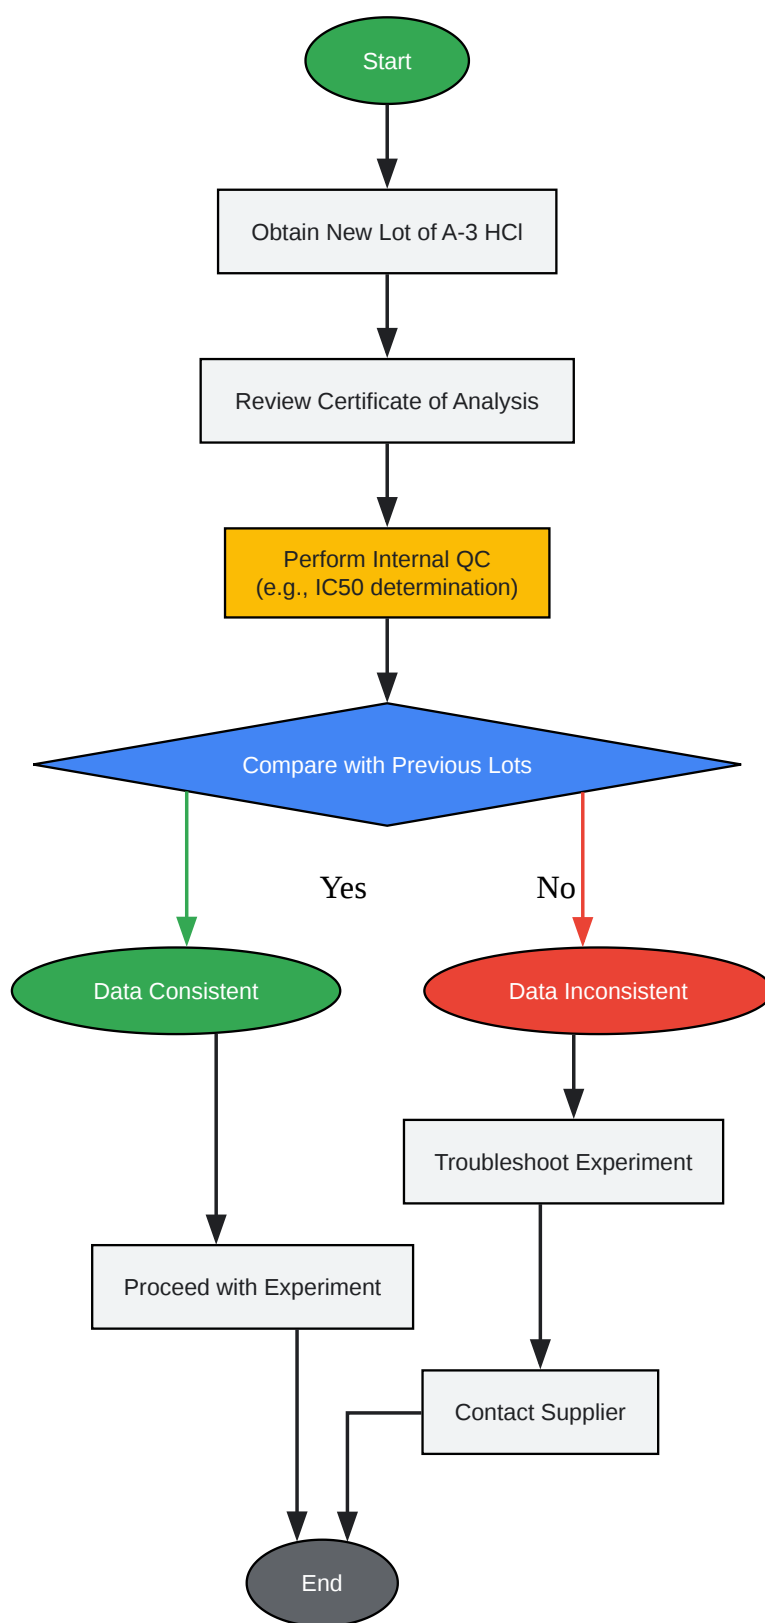 Start
Obtain New Lot of A-3 HCl
Review Certificate of Analysis
Perform Internal QC
(e.g., IC50 determination)
Compare with Previous Lots
Yes
No
Data Consistent
Data Inconsistent
Troubleshoot Experiment
Proceed with Experiment
Contact Supplier
End